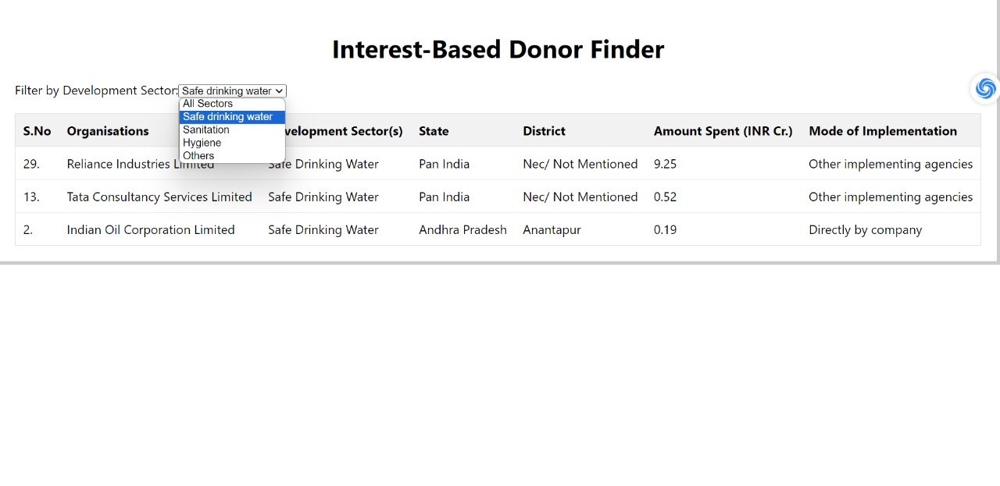 Interest-Based Donor Finder
Filter by Development Sector: Safe drinking water
All Sectors
Safe drinking water
Sanitation
Hygiene
Others
S.No Organisations velopment Sector(s) State District Amount Spent (INR Cr.) Mode of Implementation
29. Reliance Industries Limited Safe Drinking Water Pan India Nec/ Not Mentioned 9.25 Other implementing agencies
13. Tata Consultancy Services Limited Safe Drinking Water Pan India Nec/ Not Mentioned 0.52 Other implementing agencies
2. Indian Oil Corporation Limited Safe Drinking Water Andhra Pradesh Anantapur 0.19 Directly by company